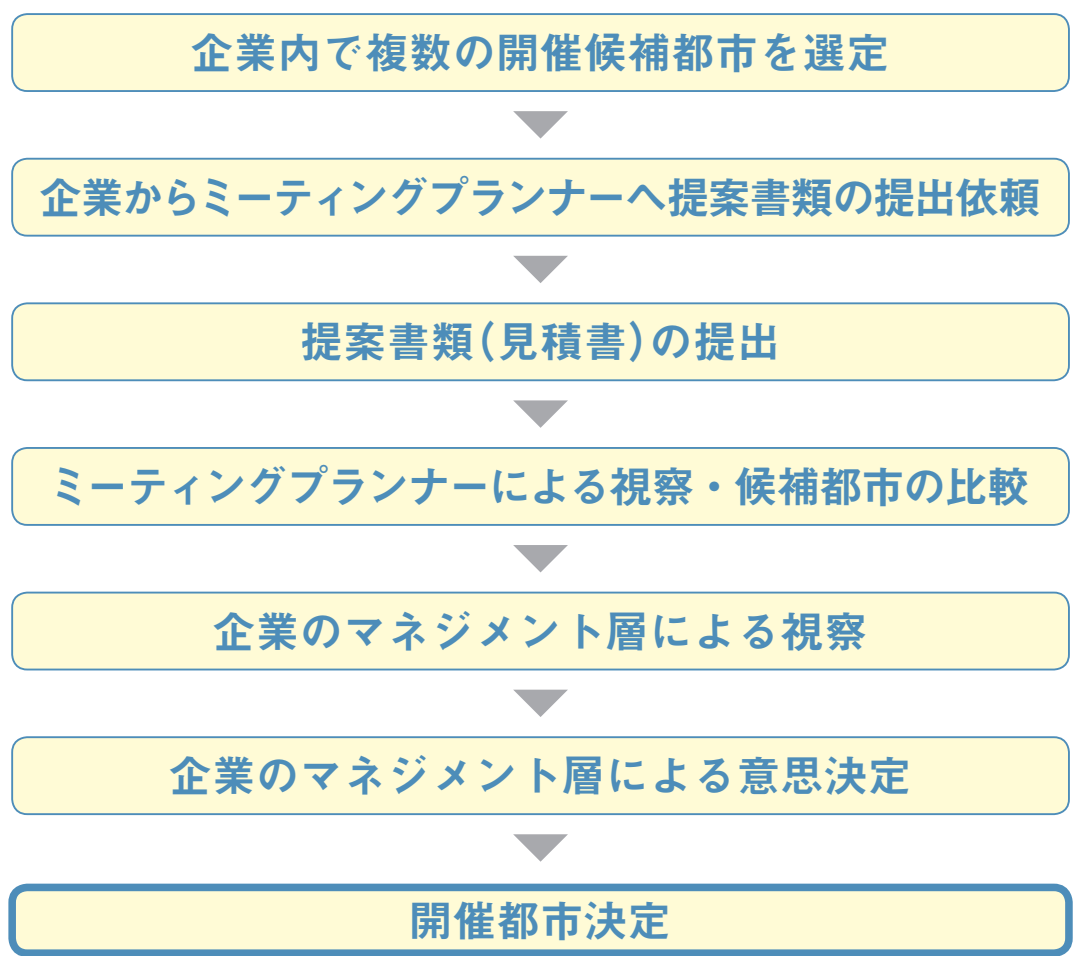 企業内で複数の開催候補都市を選定
企業からミーティングプランナーへ提案書類の提出依頼
提案書類(見積書)の提出
ミーティングプランナーによる視察・候補都市の比較
企業のマネジメント層による視察
企業のマネジメント層による意思決定
開催都市決定